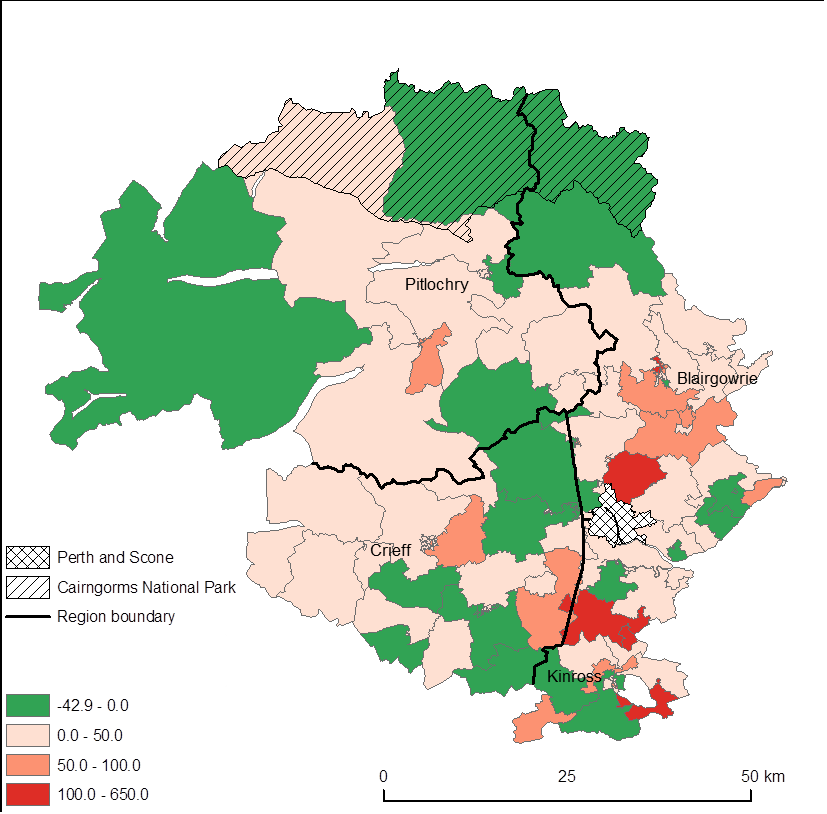 Pitlochry
Blairgowrie
Crieff
Perth and Scone
Cairngorms National Park
Region boundary
Kinross
-42.9 - 0.0
0.0 - 50.0
50.0 - 100.0
100.0 - 650.0
0 25 50 km